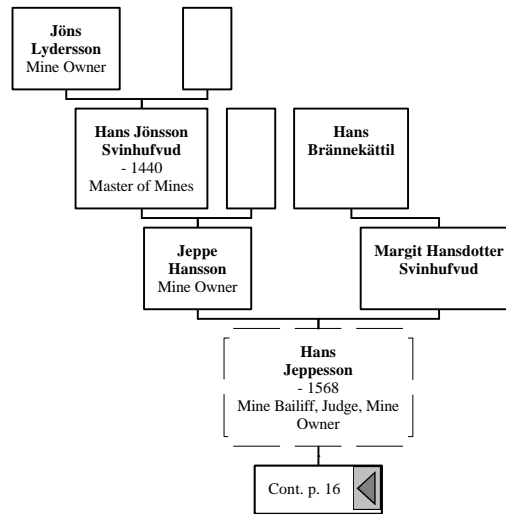 Jöns
Lydersson
Mine Owner
Hans Jönsson
Svinhufvud
- 1440
Master of Mines
Hans
Brännekättil
Jeppe
Hansson
Mine Owner
Margit Hansdotter
Svinhufvud
Hans
Jeppesson
- 1568
Mine Bailiff, Judge, Mine
Owner
Cont. p. 16